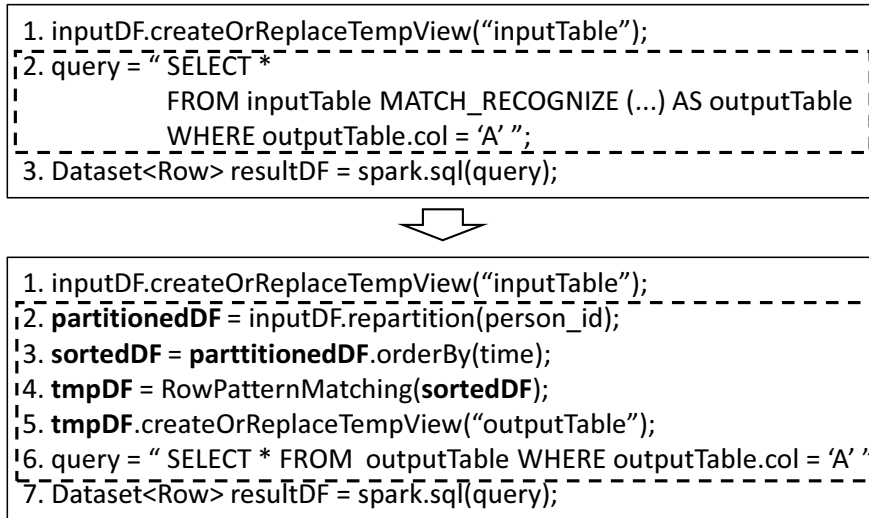 1. inputDF.createOrReplaceTempView(“inputTable”);
2. query = “ SELECT *
FROM inputTable MATCH_RECOGNIZE (...) AS outputTable
WHERE outputTable.col = ‘A’ ”;
3. Dataset<Row> resultDF = spark.sql(query);
1. inputDF.createOrReplaceTempView(“inputTable”);
2. partitionedDF = inputDF.repartition(person_id);
3. sortedDF = parttitionedDF.orderBy(time);
4. tmpDF = RowPatternMatching(sortedDF);
5. tmpDF.createOrReplaceTempView(“outputTable”);
6. query = “ SELECT * FROM outputTable WHERE outputTable.col = ‘A’ ”
7. Dataset<Row> resultDF = spark.sql(query);